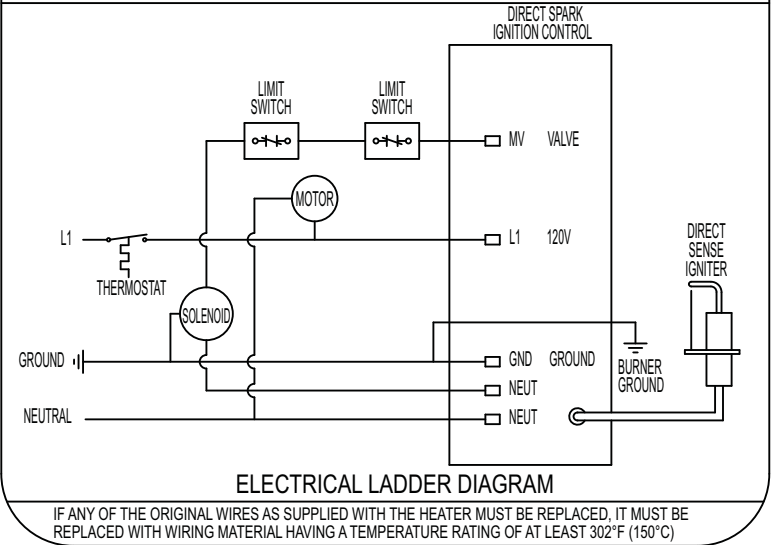 DIRECT SPARK
IGNITION CONTROL
LIMIT
SWITCH
LIMIT
SWITCH
MV VALVE
MOTOR
L1
L1 120V
THERMOSTAT
DIRECT
SENSE
IGNITER
SOLENOID
GROUND
GND GROUND
BURNER
GROUND
NEUT
NEUTRAL
NEUT
ELECTRICAL LADDER DIAGRAM
IF ANY OF THE ORIGINAL WIRES AS SUPPLIED WITH THE HEATER MUST BE REPLACED, IT MUST BE
REPLACED WITH WIRING MATERIAL HAVING A TEMPERATURE RATING OF AT LEAST 302°F (150°C)